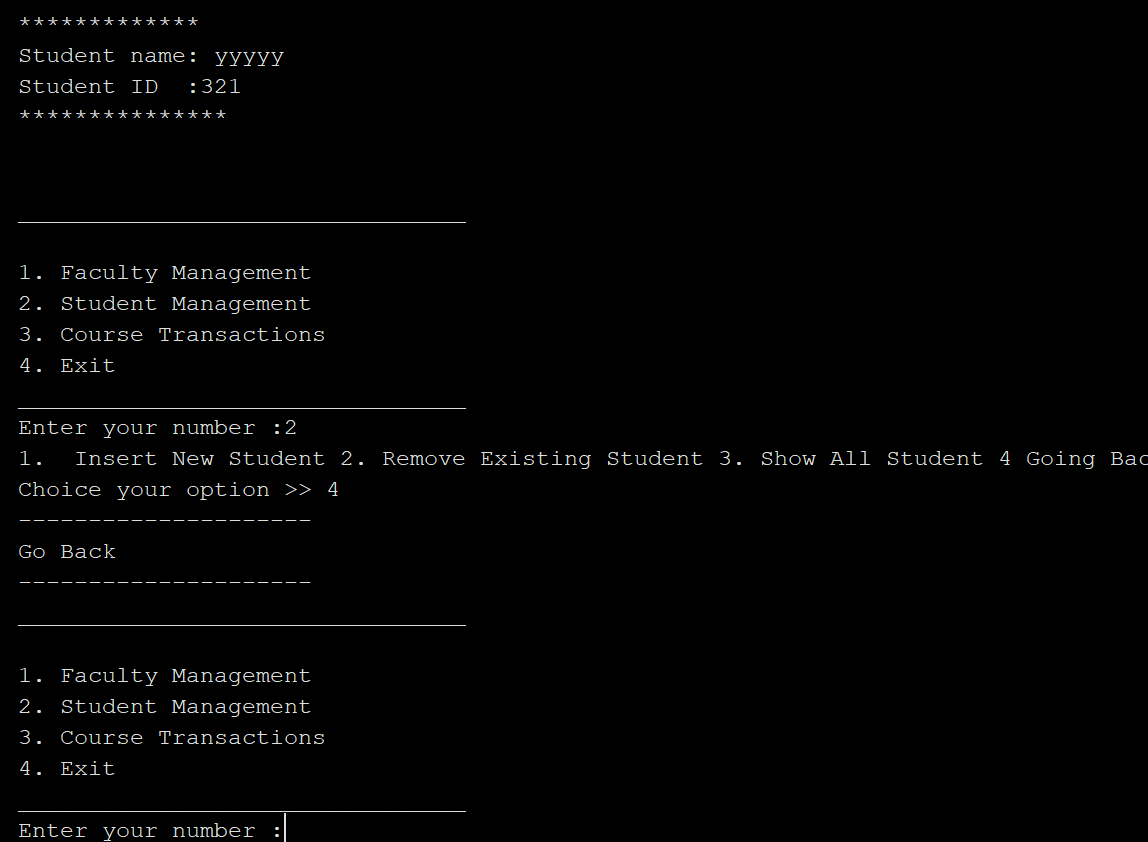 *************
Student name: yyyyy
Student ID  :321
***************
________________________________
1. Faculty Management
2. Student Management
3. Course Transactions
4. Exit
________________________________
Enter your number :2
1.  Insert New Student 2. Remove Existing Student 3. Show All Student 4 Going Bac
Choice your option >> 4
---------------------
Go Back
---------------------
________________________________
1. Faculty Management
2. Student Management
3. Course Transactions
4. Exit
________________________________
Enter your number :